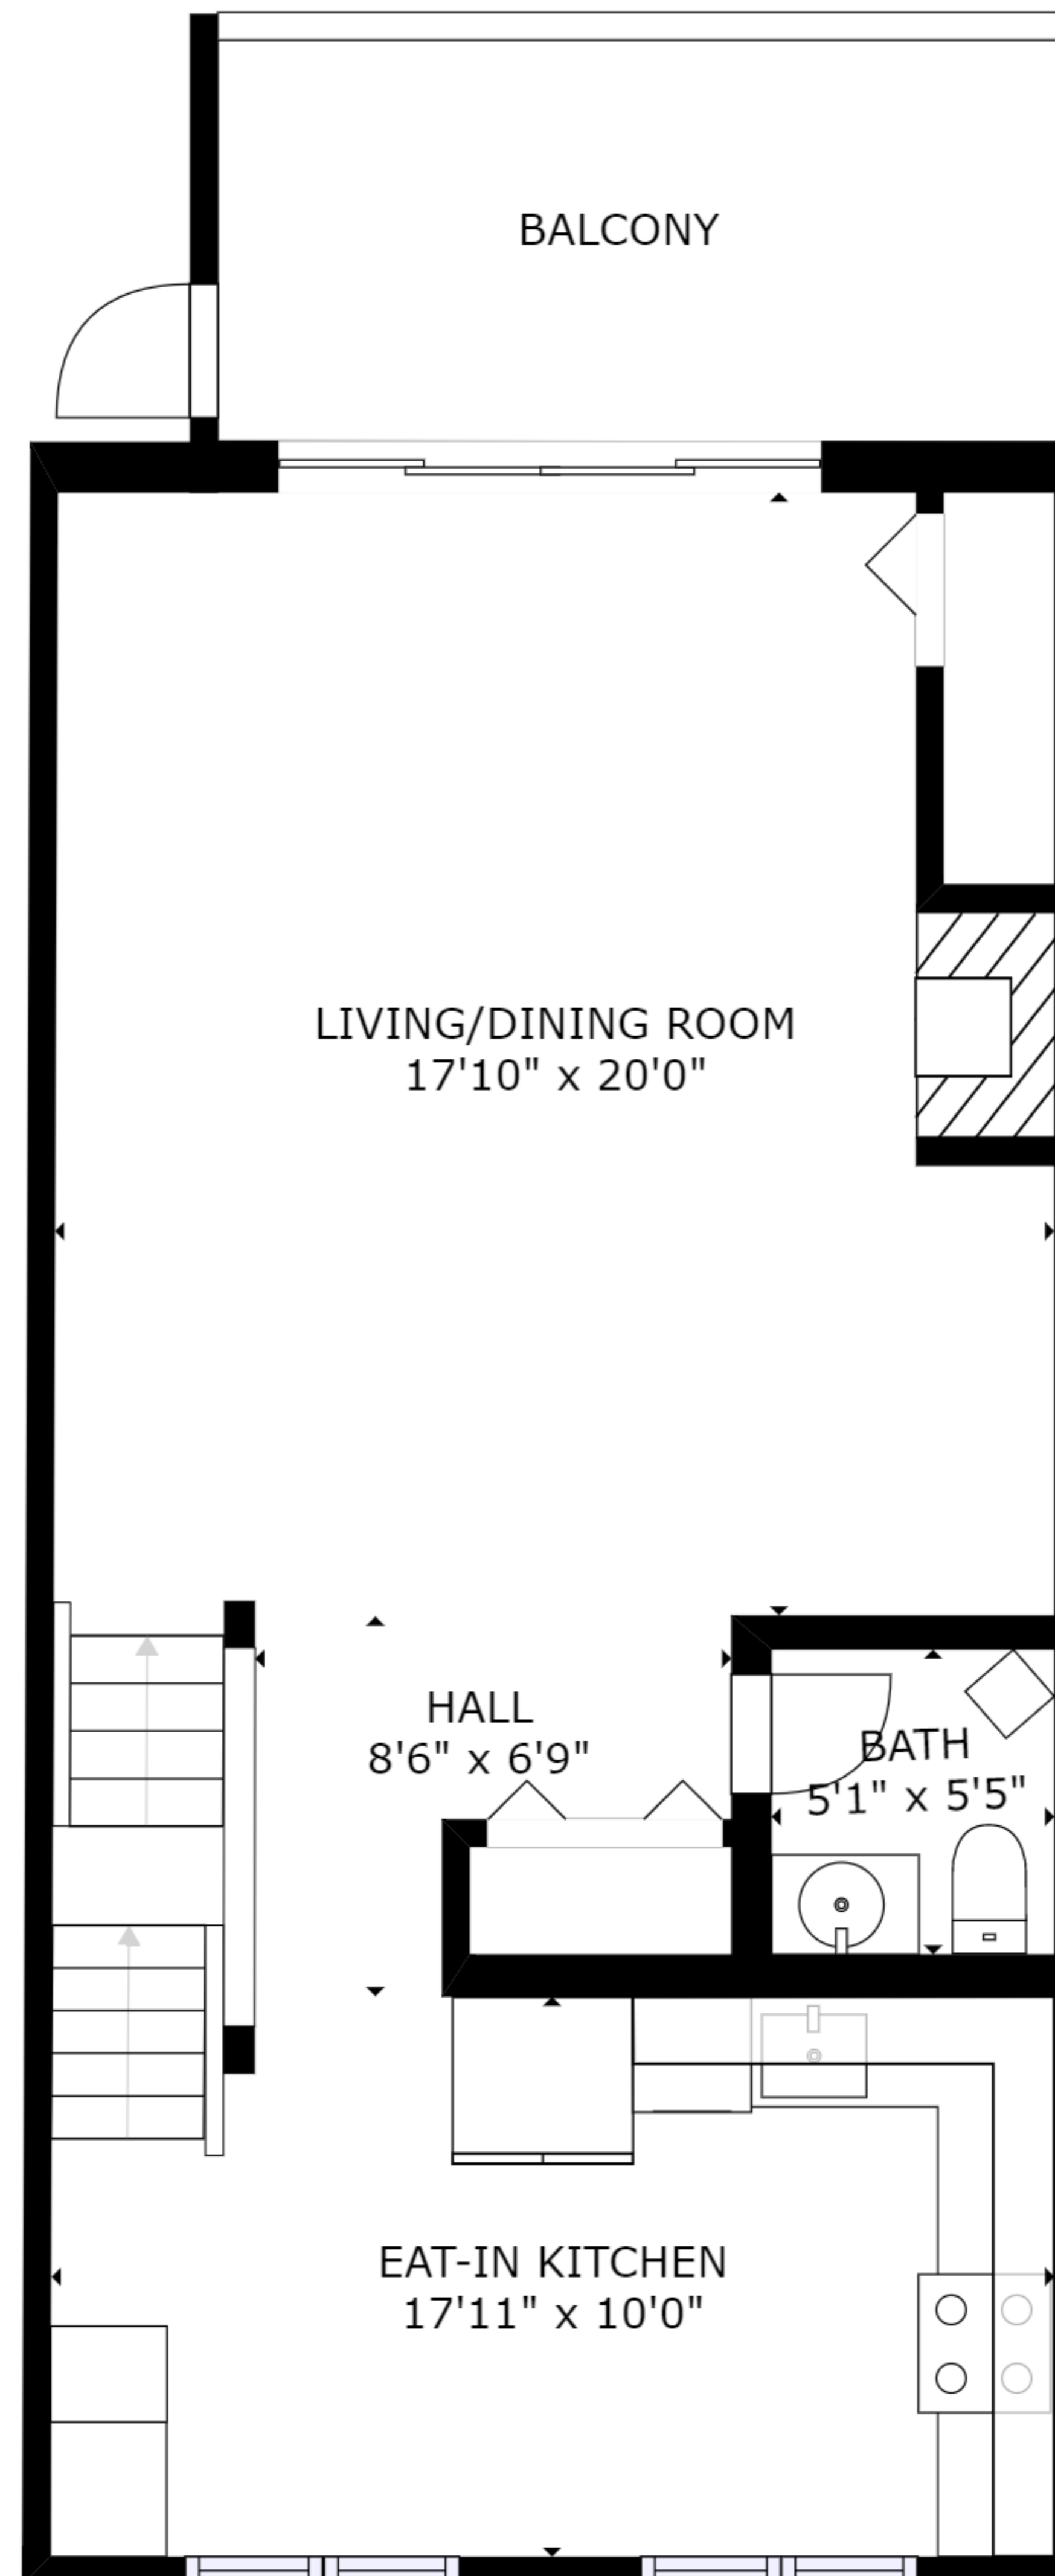 BALCONY
LIVING/DINING ROOM
17'10" x 20'0"
HALL
8'6" x 6'9"
BATH
5'1" x 5'5"
EAT-IN KITCHEN
17'11" x 10'0"